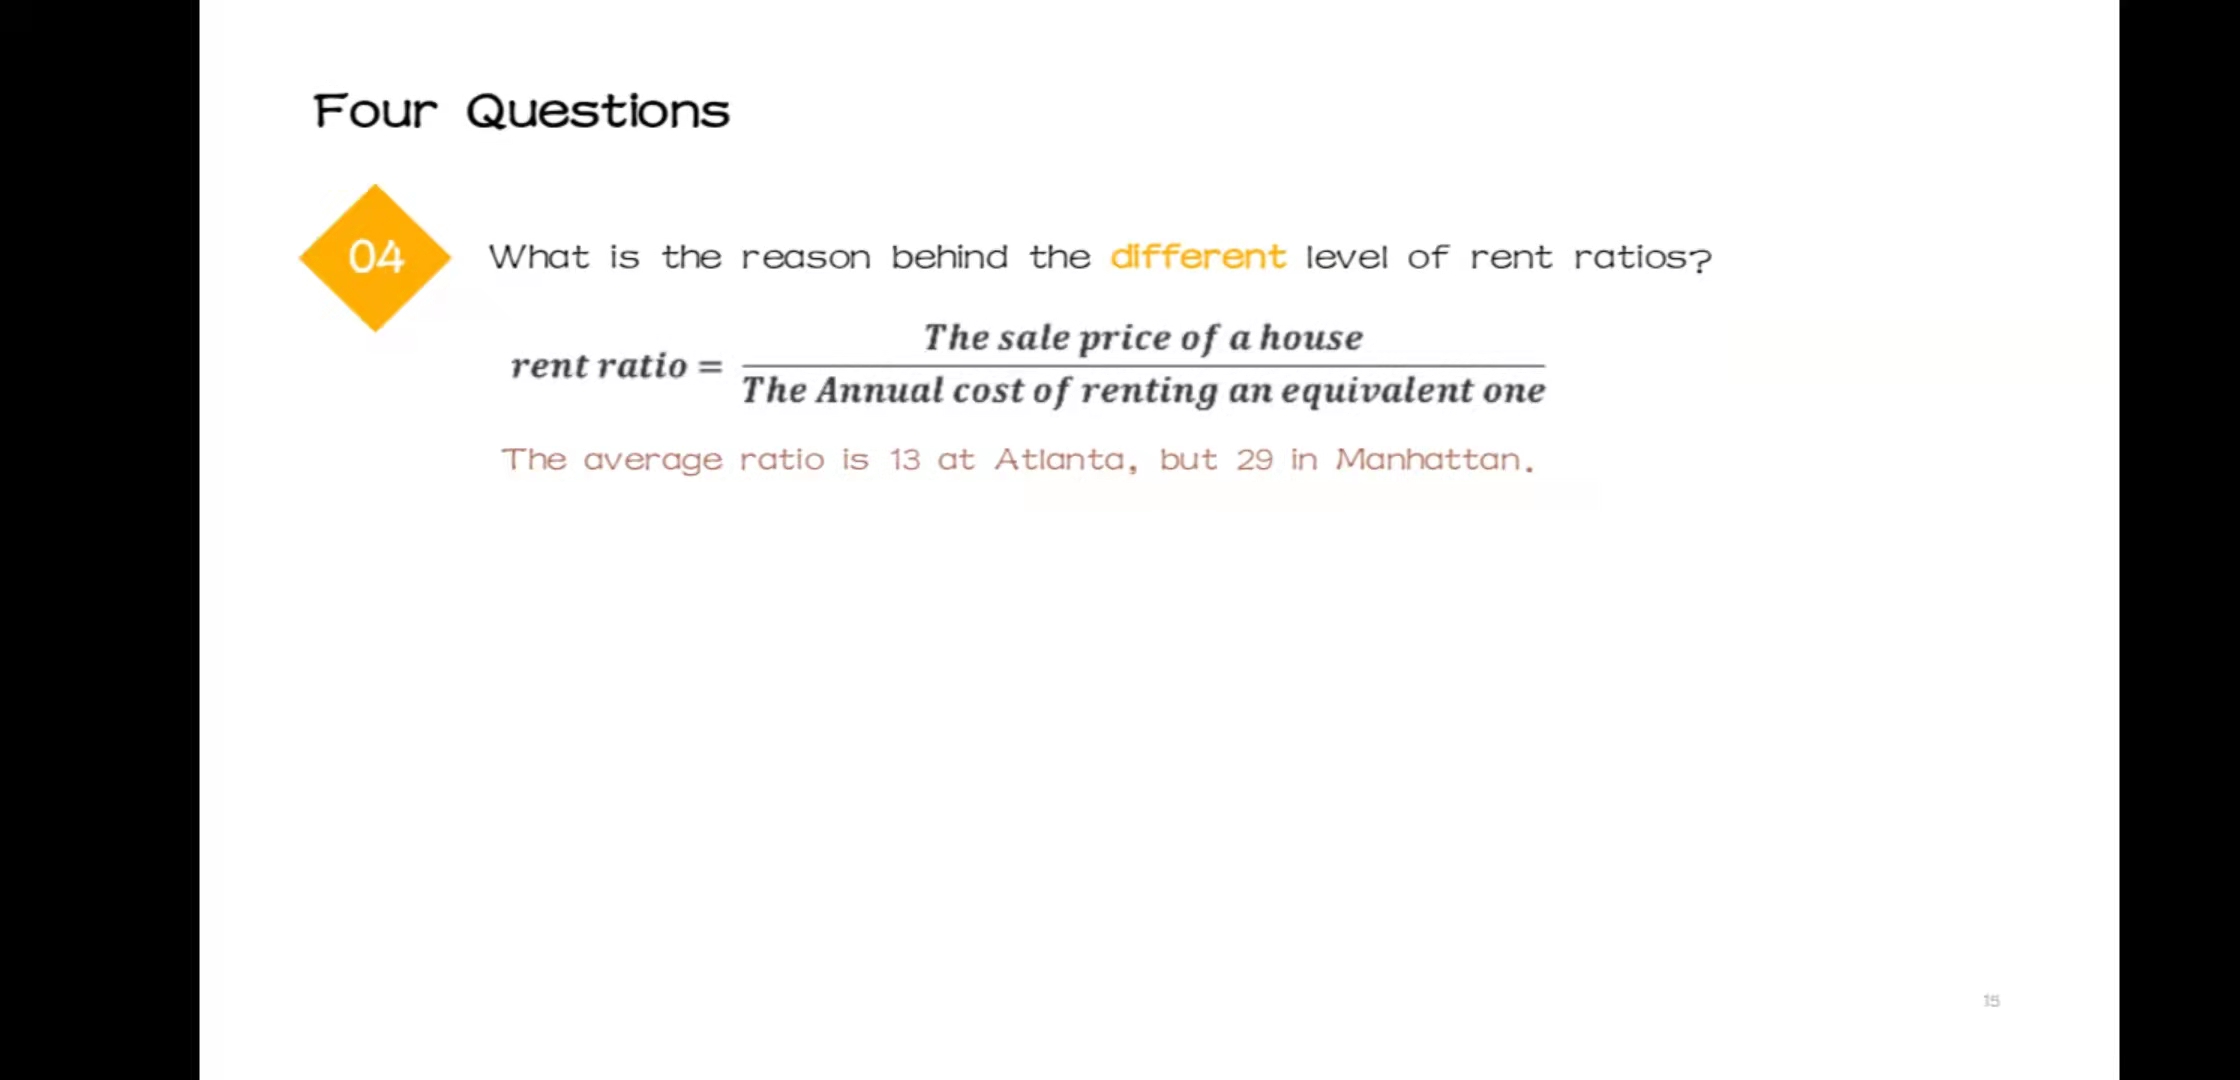 Four Questions
04
What is the reason behind the different level of rent ratios?
rent ratio = The sale price of a house / The Annual cost of renting an equivalent one
The average ratio is 13 at Atlanta, but 29 in Manhattan.
15